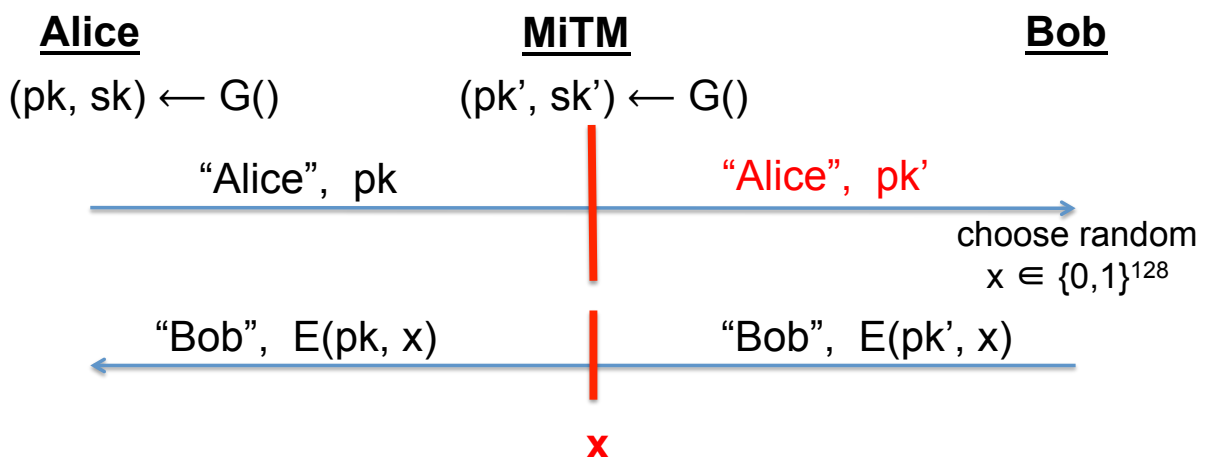 Alice MiTM Bob
(pk, sk) ⟵ G() (pk’, sk’) ⟵ G()
“Alice”, pk “Alice”, pk’
choose random
x ∈ {0,1}¹²⁸
“Bob”, E(pk, x) “Bob”, E(pk’, x)
x